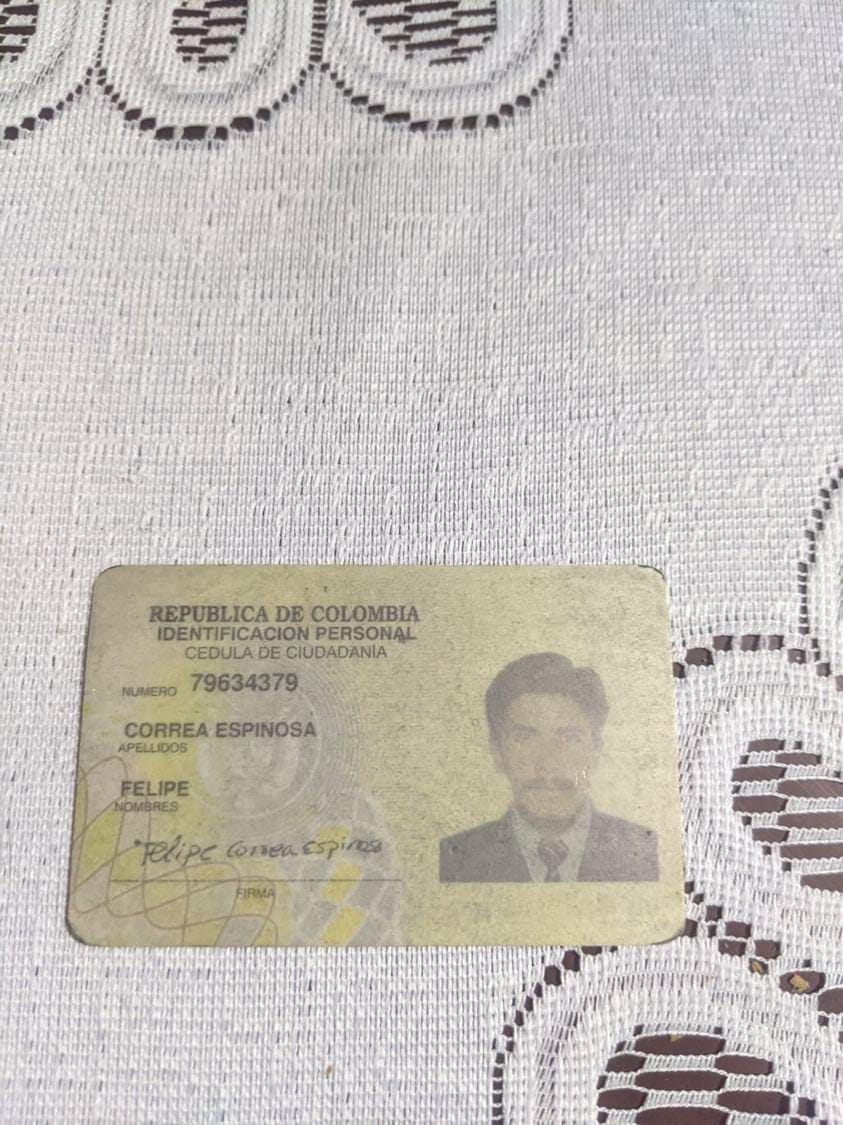 REPUBLICA DE COLOMBIA
IDENTIFICACION PERSONAL
CEDULA DE CIUDADANIA
NUMERO 79634379
CORREA ESPINOSA
APELLIDOS
FELIPE
NOMBRES
Felipe Correa Espinosa
FIRMA